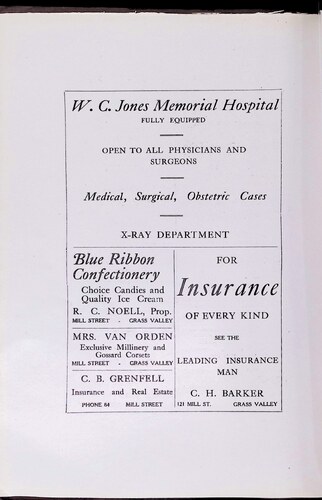 W. C. Jones Memorial Hospital
FULLY EQUIPPED
OPEN TO ALL PHYSICIANS AND
SURGEONS
Medical, Surgical, Obstetric Cases
X-RAY DEPARTMENT
Blue Ribbon
Confectionery
Choice Candies and
Quality Ice Cream
R. C. NOELL, Prop.
MILL STREET - GRASS VALLEY
MRS. VAN ORDEN
Exclusive Millinery and
Gossard Corsets
MILL STREET - GRASS VALLEY
C. B. GRENFELL
Insurance and Real Estate
PHONE 64 MILL STREET
FOR
Insurance
OF EVERY KIND
SEE THE
LEADING INSURANCE
MAN
C. H. BARKER
121 MILL ST. GRASS VALLEY